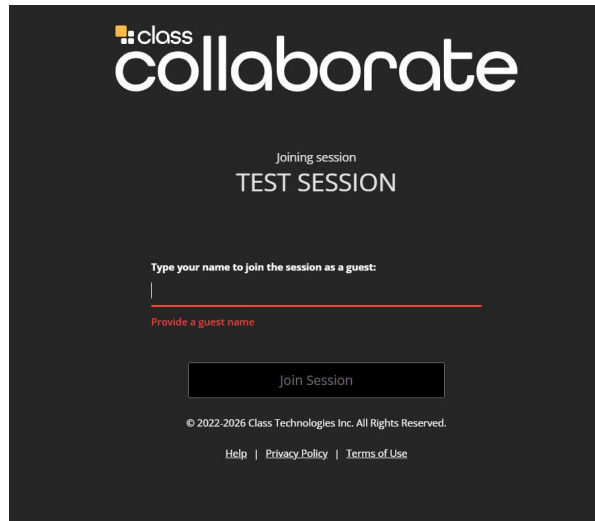 class
collaborate
Joining session
TEST SESSION
Type your name to join the session as a guest:
Provide a guest name
Join Session
© 2022-2026 Class Technologies Inc. All Rights Reserved.
Help | Privacy Policy | Terms of Use